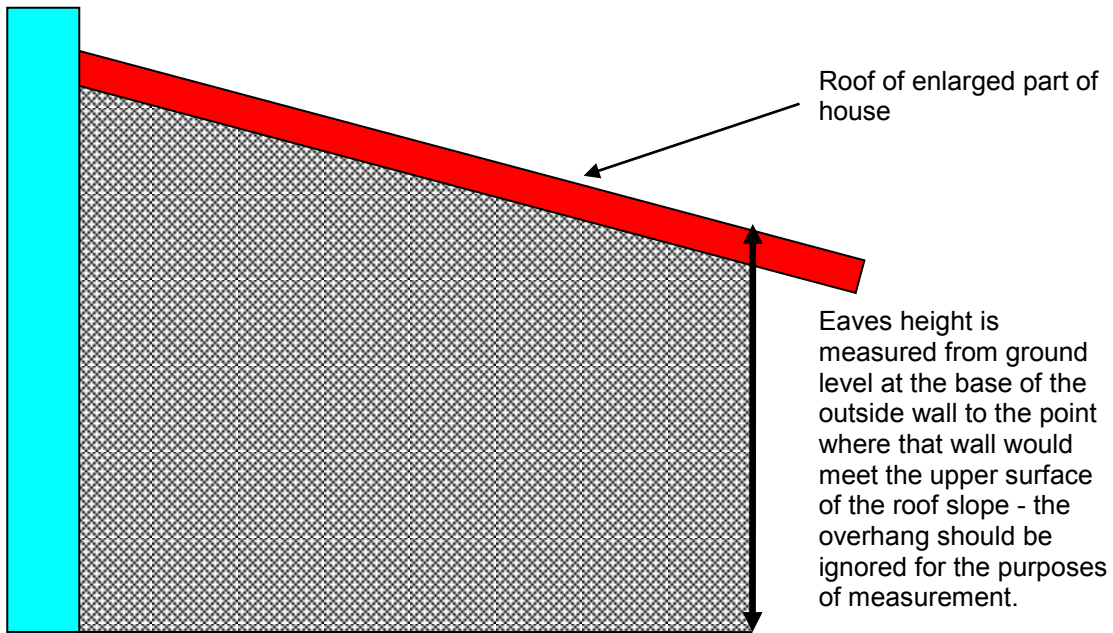 Roof of enlarged part of
house
Eaves height is
measured from ground
level at the base of the
outside wall to the point
where that wall would
meet the upper surface
of the roof slope - the
overhang should be
ignored for the purposes
of measurement.